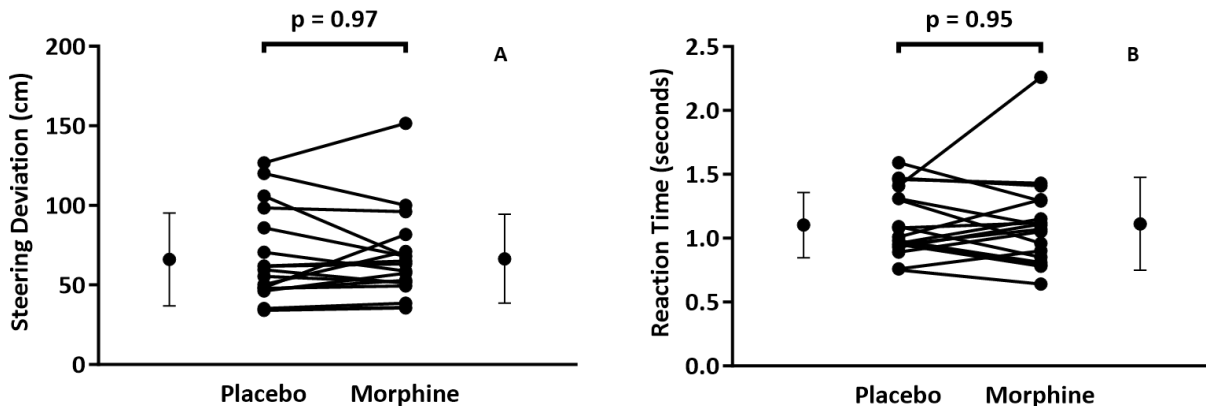 p = 0.97
A
Steering Deviation (cm)
200
150
100
50
0
Placebo Morphine
p = 0.95
B
Reaction Time (seconds)
2.5
2.0
1.5
1.0
0.5
0.0
Placebo Morphine